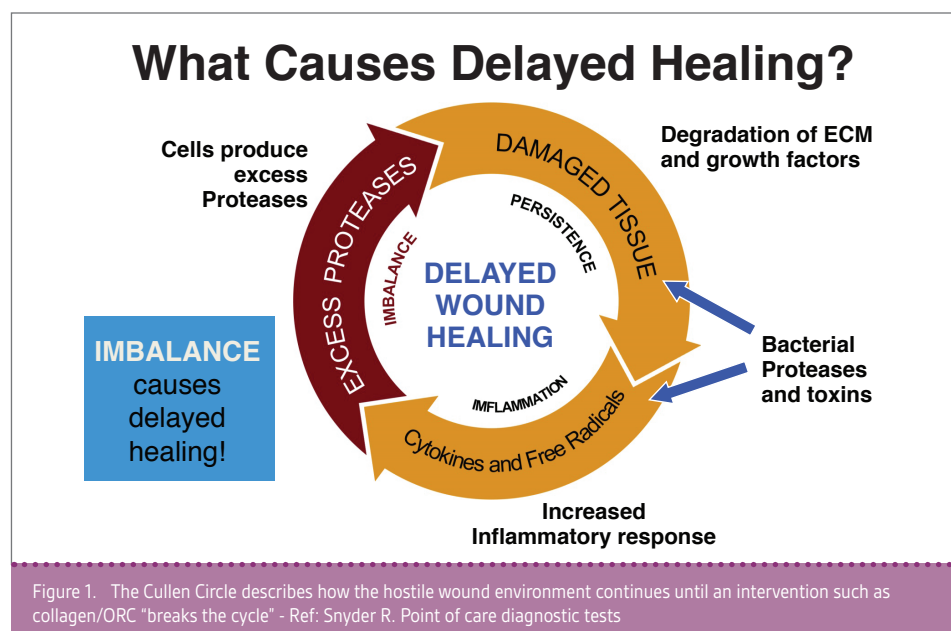 What Causes Delayed Healing?
Cells produce
excess
Proteases
Degradation of ECM
and growth factors
EXCESS PROTEASES
DAMAGED TISSUE
PERSISTENCE
IMBALANCE
DELAYED
WOUND
HEALING
IMBALANCE
causes
delayed
healing!
Bacterial
Proteases
and toxins
IMFLAMMATION
Cytokines and Free Radicals
Increased
Inflammatory response
Figure 1. The Cullen Circle describes how the hostile wound environment continues until an intervention such as
collagen/ORC “breaks the cycle” - Ref: Snyder R. Point of care diagnostic tests